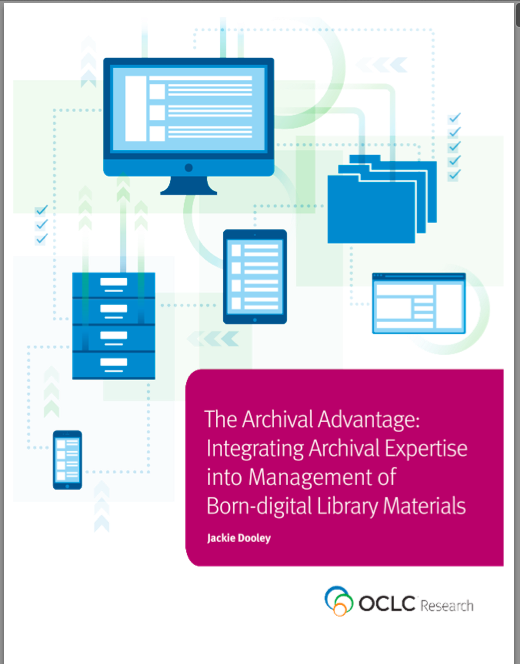 The Archival Advantage:
Integrating Archival Expertise
into Management of
Born-digital Library Materials
Jackie Dooley
OCLC Research